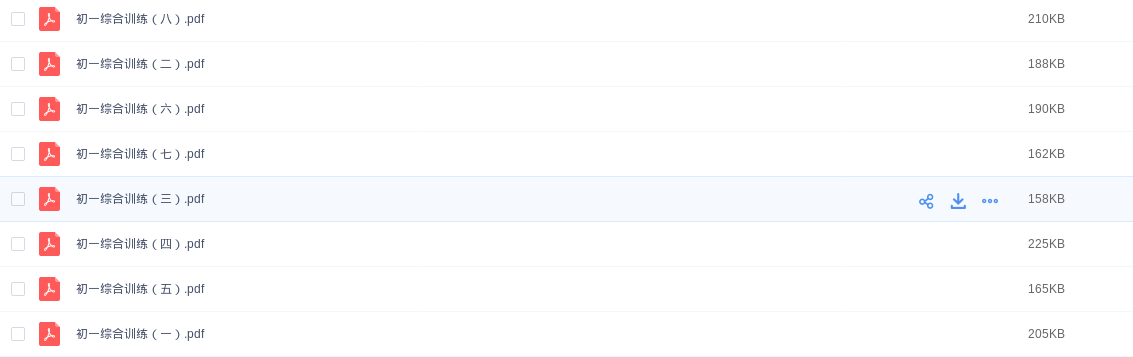 初一综合训练（八）.pdf 210KB
初一综合训练（二）.pdf 188KB
初一综合训练（六）.pdf 190KB
初一综合训练（七）.pdf 162KB
初一综合训练（三）.pdf 158KB
初一综合训练（四）.pdf 225KB
初一综合训练（五）.pdf 165KB
初一综合训练（一）.pdf 205KB